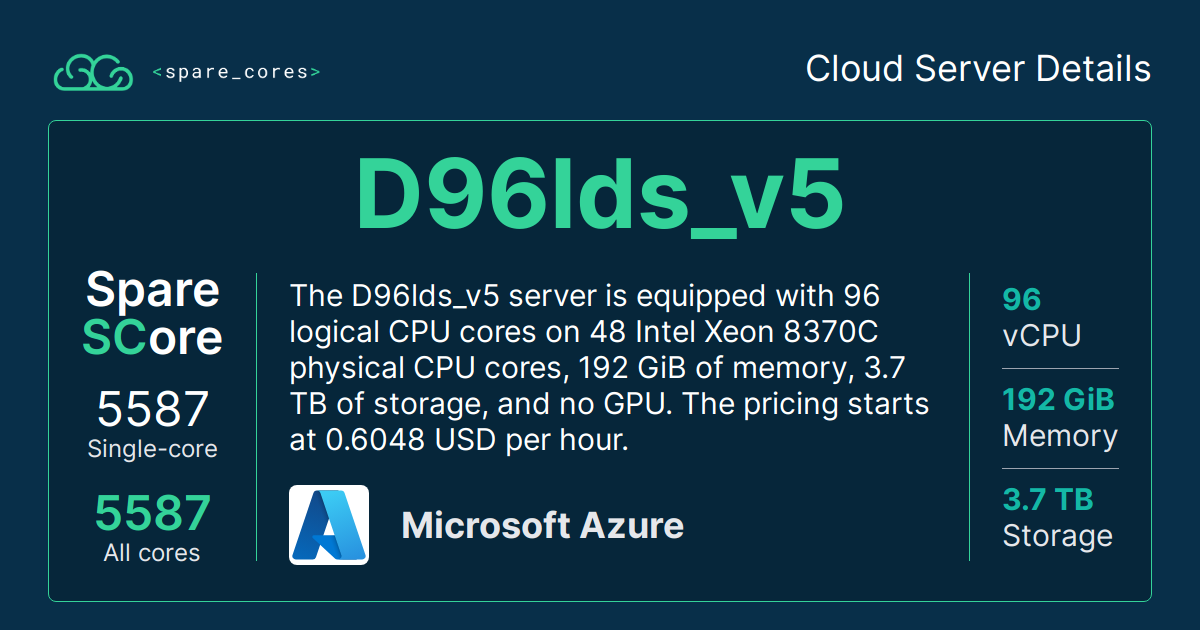 <spare_cores>
Cloud Server Details
D96lds_v5
Spare
SCore
5587
Single-core
5587
All cores
The D96lds_v5 server is equipped with 96
logical CPU cores on 48 Intel Xeon 8370C
physical CPU cores, 192 GiB of memory, 3.7
TB of storage, and no GPU. The pricing starts
at 0.6048 USD per hour.
Microsoft Azure
96
vCPU
192 GiB
Memory
3.7 TB
Storage